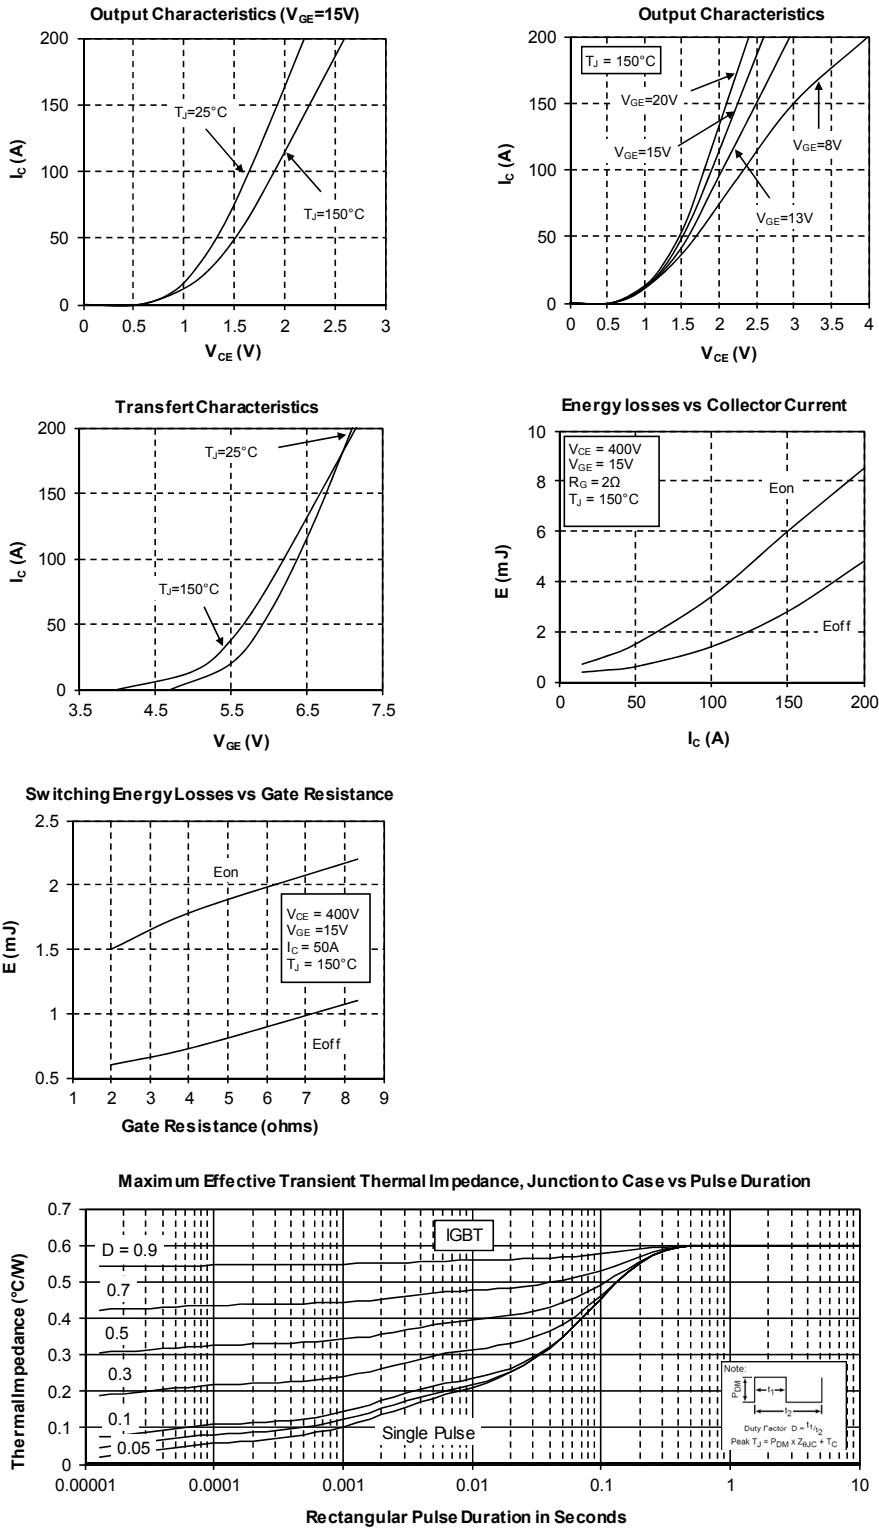 Output Characteristics (VGE=15V)
200
150
100
50
0
IC (A)
TJ=25°C
TJ=150°C
0 0.5 1 1.5 2 2.5 3
VCE (V)
Output Characteristics
200
150
100
50
0
IC (A)
TJ = 150°C
VGE=20V
VGE=15V
VGE=8V
VGE=13V
0 0.5 1 1.5 2 2.5 3 3.5 4
VCE (V)
Transfert Characteristics
200
150
100
50
0
IC (A)
TJ=25°C
TJ=150°C
3.5 4.5 5.5 6.5 7.5
VGE (V)
Energy losses vs Collector Current
10
8
6
4
2
0
E (mJ)
VCE = 400V
VGE = 15V
RG = 2Ω
TJ = 150°C
Eon
Eoff
0 50 100 150 200
IC (A)
Switching Energy Losses vs Gate Resistance
2.5
2
1.5
1
0.5
E (mJ)
Eon
VCE = 400V
VGE =15V
IC = 50A
TJ = 150°C
Eoff
1 2 3 4 5 6 7 8 9
Gate Resistance (ohms)
Maximum Effective Transient Thermal Impedance, Junction to Case vs Pulse Duration
0.7
0.6
0.5
0.4
0.3
0.2
0.1
0
Thermal Impedance (°C/W)
IGBT
D = 0.9
0.7
0.5
0.3
0.1
0.05
Single Pulse
Note:
PDM
t1
t2
Duty Factor D = t1/t2
Peak TJ = PDM x ZθJC + TC
0.00001 0.0001 0.001 0.01 0.1 1 10
Rectangular Pulse Duration in Seconds